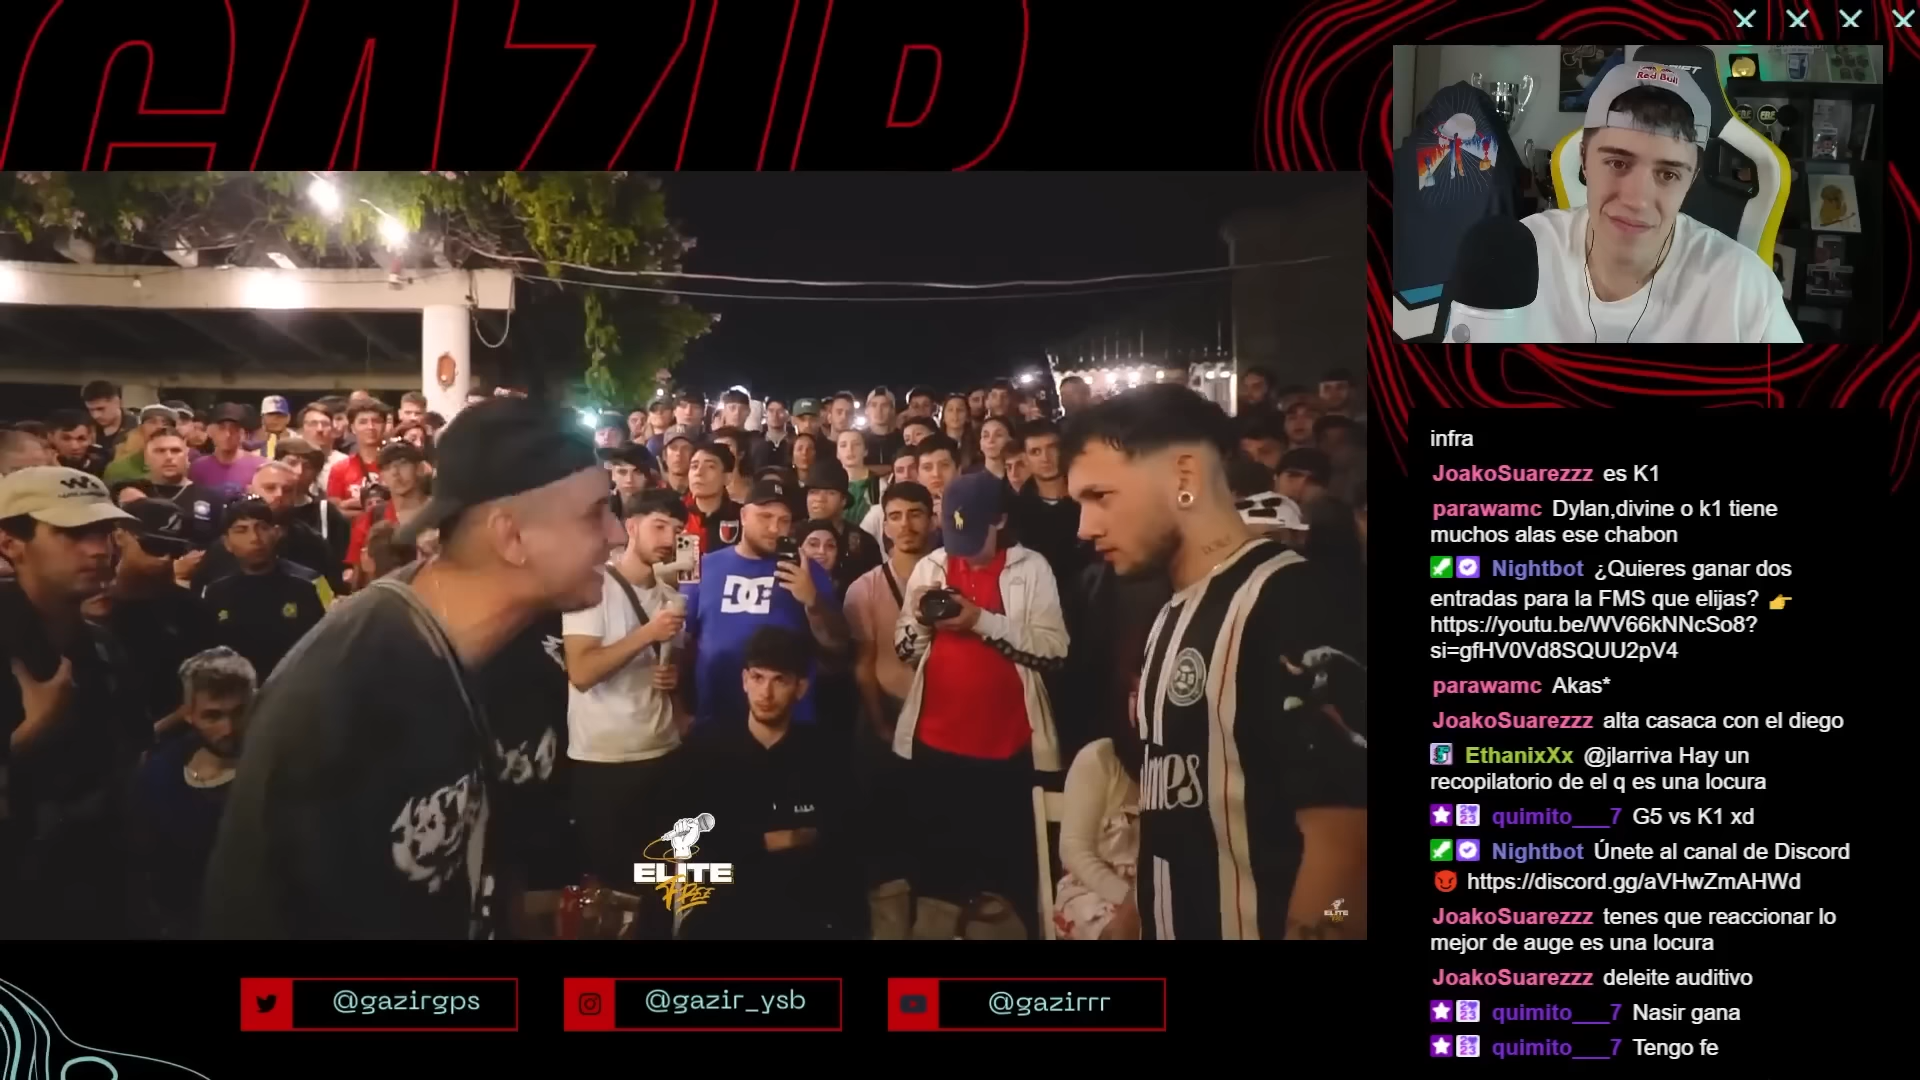 GAZIR
Red Bull
infra
JoakoSuarezzz es K1
parawamc Dylan,divine o k1 tiene
muchos alas ese chabon
Nightbot ¿Quieres ganar dos
entradas para la FMS que elijas? 👉
https://youtu.be/WV66kNNcSo8?
si=gfHV0Vd8SQUU2pV4
parawamc Akas*
JoakoSuarezzz alta casaca con el diego
EthanixXx @jlarriva Hay un
recopilatorio de el q es una locura
quimito___7 G5 vs K1 xd
Nightbot Únete al canal de Discord
😈 https://discord.gg/aVHwZmAHWd
JoakoSuarezzz tenes que reaccionar lo
mejor de auge es una locura
JoakoSuarezzz deleite auditivo
quimito___7 Nasir gana
quimito___7 Tengo fe
DC
ELITE
FREE
ELITE
@gazirgps
@gazir_ysb
@gazirrr